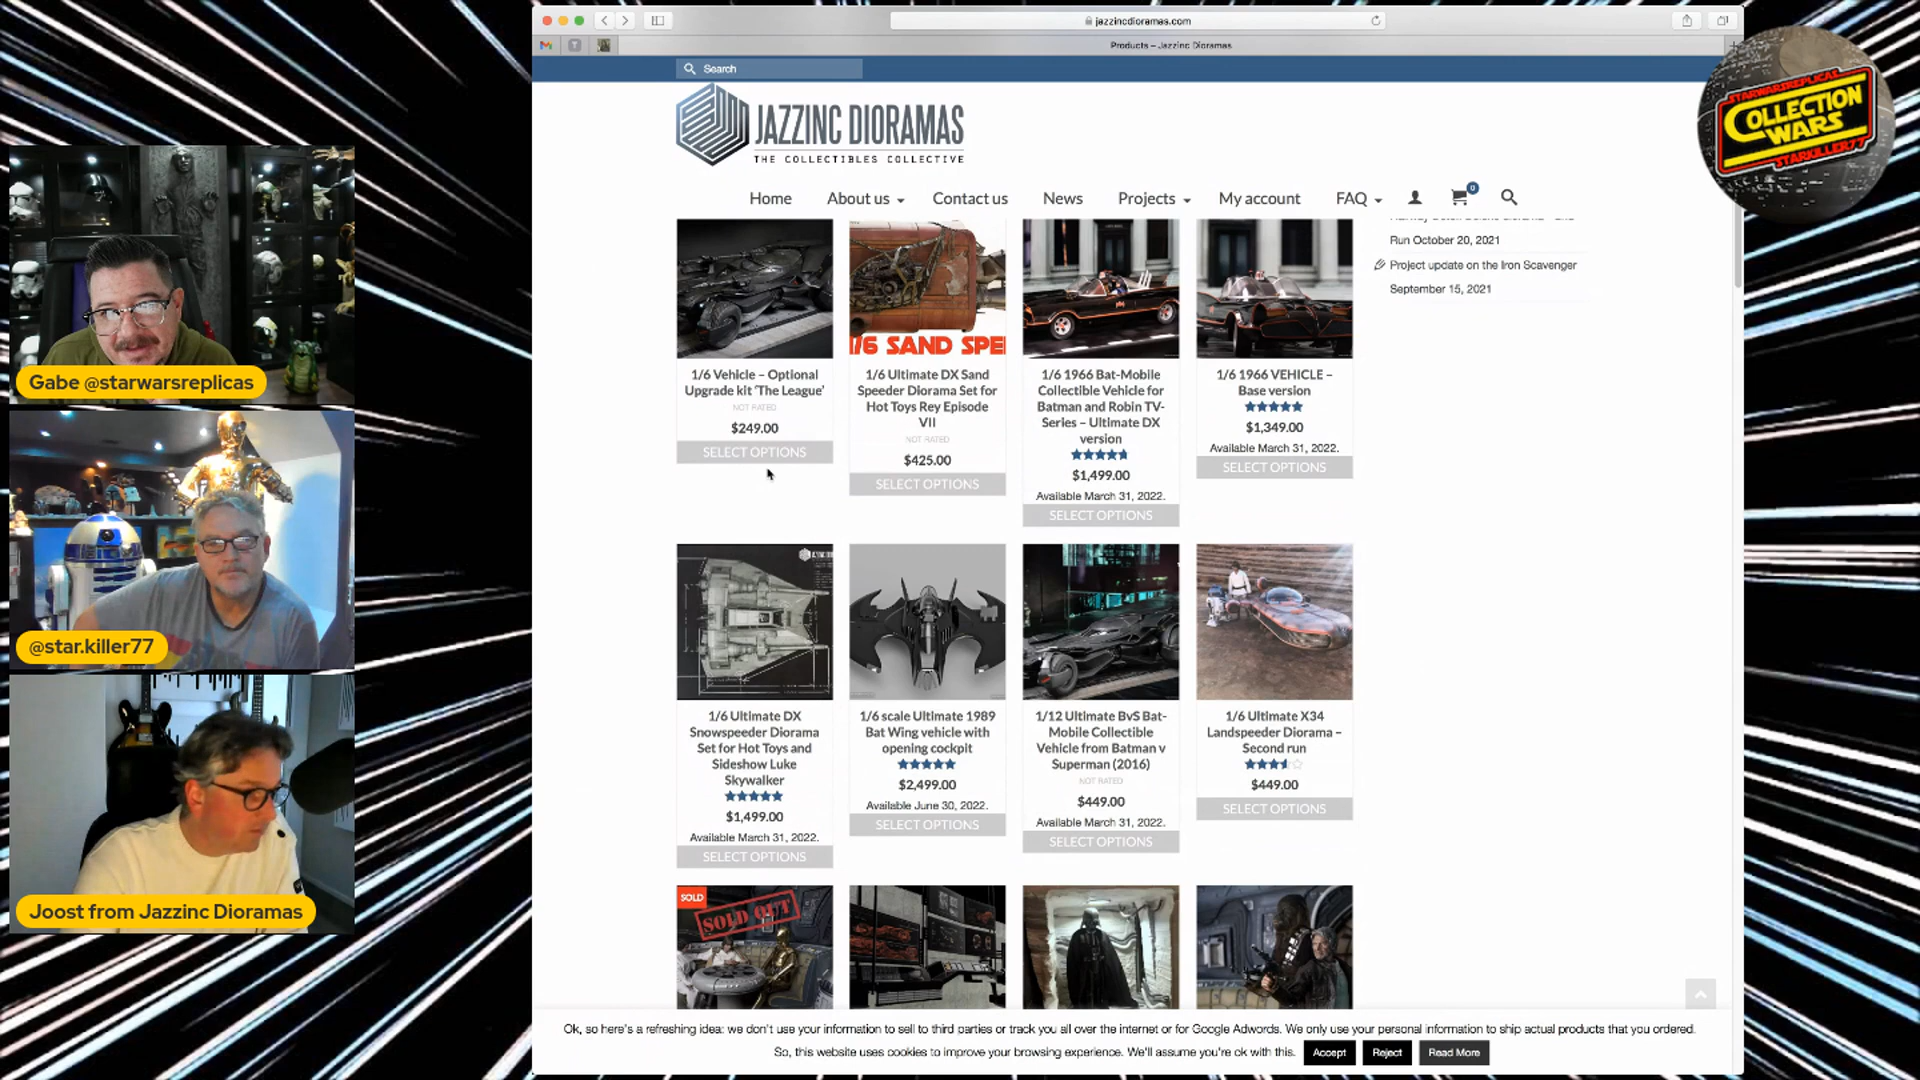 jazzincdioramas.com
Products – Jazzinc Dioramas
Search
JAZZINC DIORAMAS
THE COLLECTIBLES COLLECTIVE
Home
About us
Contact us
News
Projects
My account
FAQ
0
STARWARSREPLICAS
COLLECTION
WARS
STARKILLER77
Run October 20, 2021
Project update on the Iron Scavenger
September 15, 2021
1/6 Vehicle – Optional
Upgrade kit 'The League'
NOT RATED
$249.00
SELECT OPTIONS
1/6 SAND SPE
1/6 Ultimate DX Sand
Speeder Diorama Set for
Hot Toys Rey Episode
VII
NOT RATED
$425.00
SELECT OPTIONS
1/6 1966 Bat-Mobile
Collectible Vehicle for
Batman and Robin TV-
Series – Ultimate DX
version
$1,499.00
Available March 31, 2022.
SELECT OPTIONS
1/6 1966 VEHICLE –
Base version
$1,349.00
Available March 31, 2022.
SELECT OPTIONS
1/6 Ultimate DX
Snowspeeder Diorama
Set for Hot Toys and
Sideshow Luke
Skywalker
$1,499.00
Available March 31, 2022.
SELECT OPTIONS
1/6 scale Ultimate 1989
Bat Wing vehicle with
opening cockpit
$2,499.00
Available June 30, 2022.
SELECT OPTIONS
1/12 Ultimate BvS Bat-
Mobile Collectible
Vehicle from Batman v
Superman (2016)
NOT RATED
$449.00
Available March 31, 2022.
SELECT OPTIONS
1/6 Ultimate X34
Landspeeder Diorama –
Second run
$449.00
SELECT OPTIONS
SOLD
SOLD OUT
Ok, so here's a refreshing idea: we don't use your information to sell to third parties or track you all over the internet or for Google Adwords. We only use your personal information to ship actual products that you ordered.
So, this website uses cookies to improve your browsing experience. We'll assume you're ok with this.
Accept
Reject
Read More
Gabe @starwarsreplicas
@star.killer77
Joost from Jazzinc Dioramas